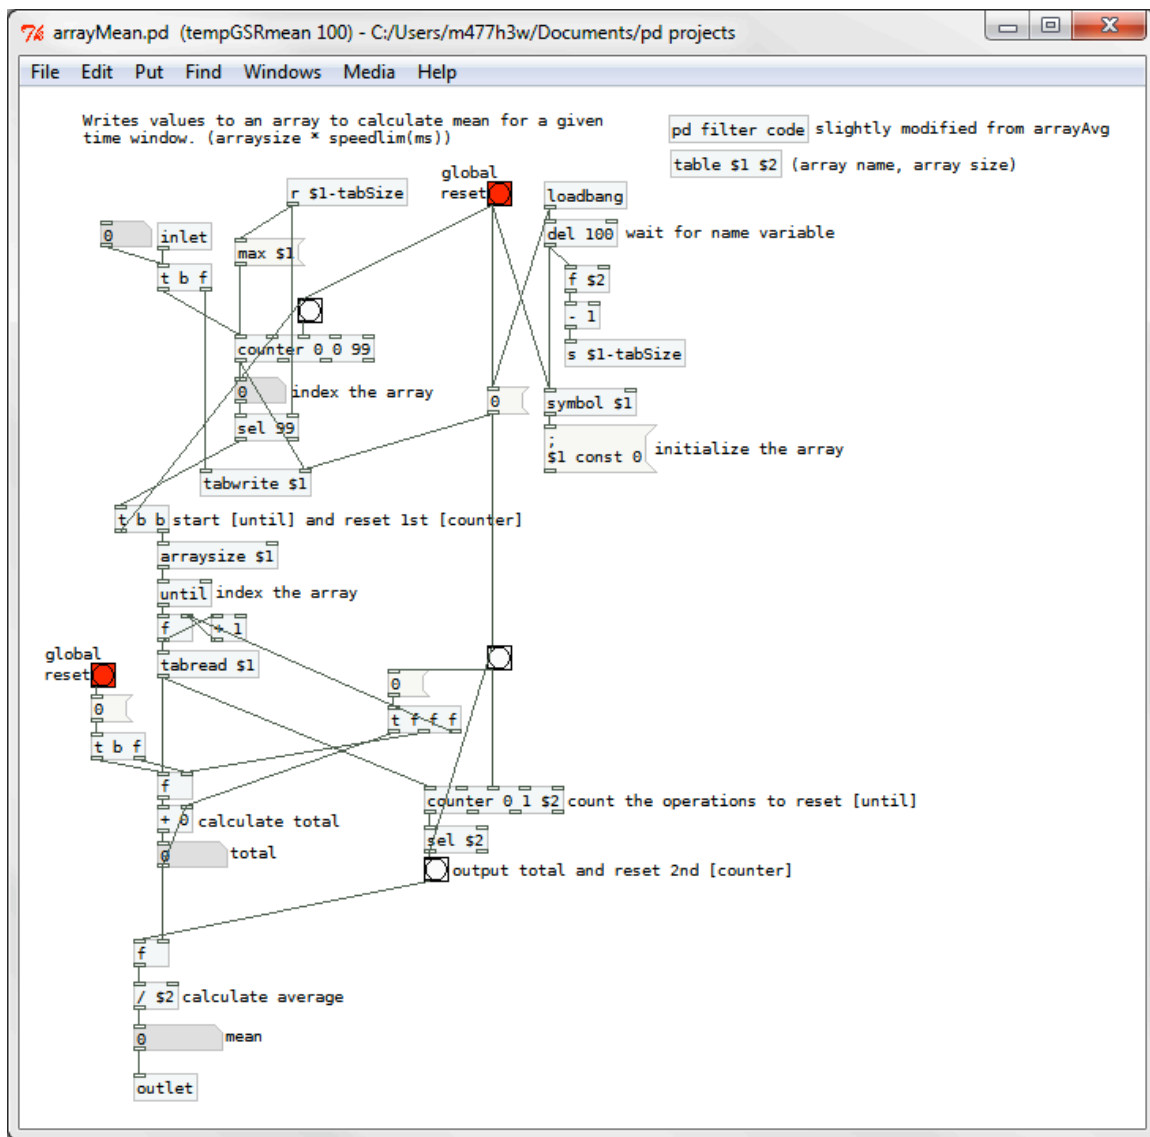 arrayMean.pd (tempGSRmean 100) - C:/Users/m477h3w/Documents/pd projects
File Edit Put Find Windows Media Help
Writes values to an array to calculate mean for a given
time window. (arraysize * speedlim(ms))
pd filter code slightly modified from arrayAvg
table $1 $2 (array name, array size)
global
reset
r $1-tabSize
loadbang
0
inlet
max $1
del 100 wait for name variable
t b f
f $2
- 1
counter 0 0 99
s $1-tabSize
0 index the array
0
symbol $1
sel 99
;
$1 const 0 initialize the array
tabwrite $1
t b b start [until] and reset 1st [counter]
arraysize $1
until index the array
f
+ 1
global
reset
tabread $1
0
0
t f f f
t b f
f
counter 0 1 $2 count the operations to reset [until]
+ 0 calculate total
sel $2
0 total
output total and reset 2nd [counter]
f
/ $2 calculate average
0 mean
outlet